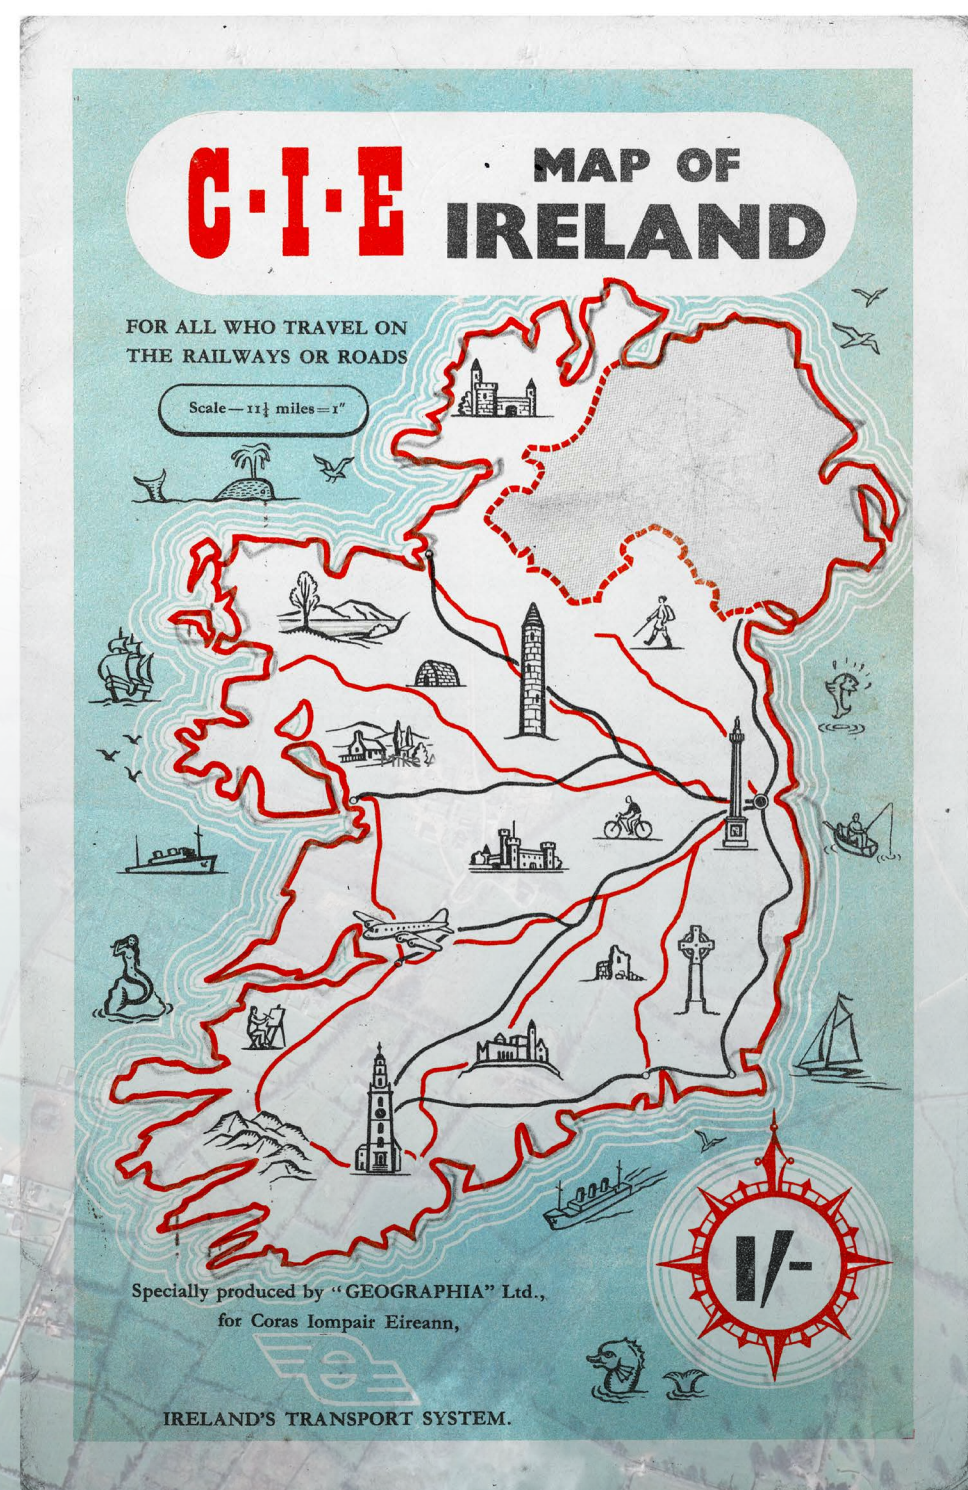 C·I·E
MAP OF
IRELAND
FOR ALL WHO TRAVEL ON
THE RAILWAYS OR ROADS
Scale—11¼ miles=1"
1/-
Specially produced by "GEOGRAPHIA" Ltd.,
for Coras Iompair Eireann,
IRELAND'S TRANSPORT SYSTEM.